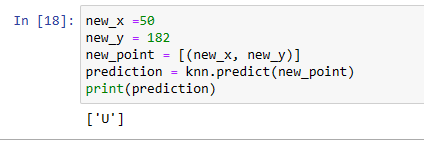 In [18]: new_x =50
new_y = 182
new_point = [(new_x, new_y)]
prediction = knn.predict(new_point)
print(prediction)
['U']